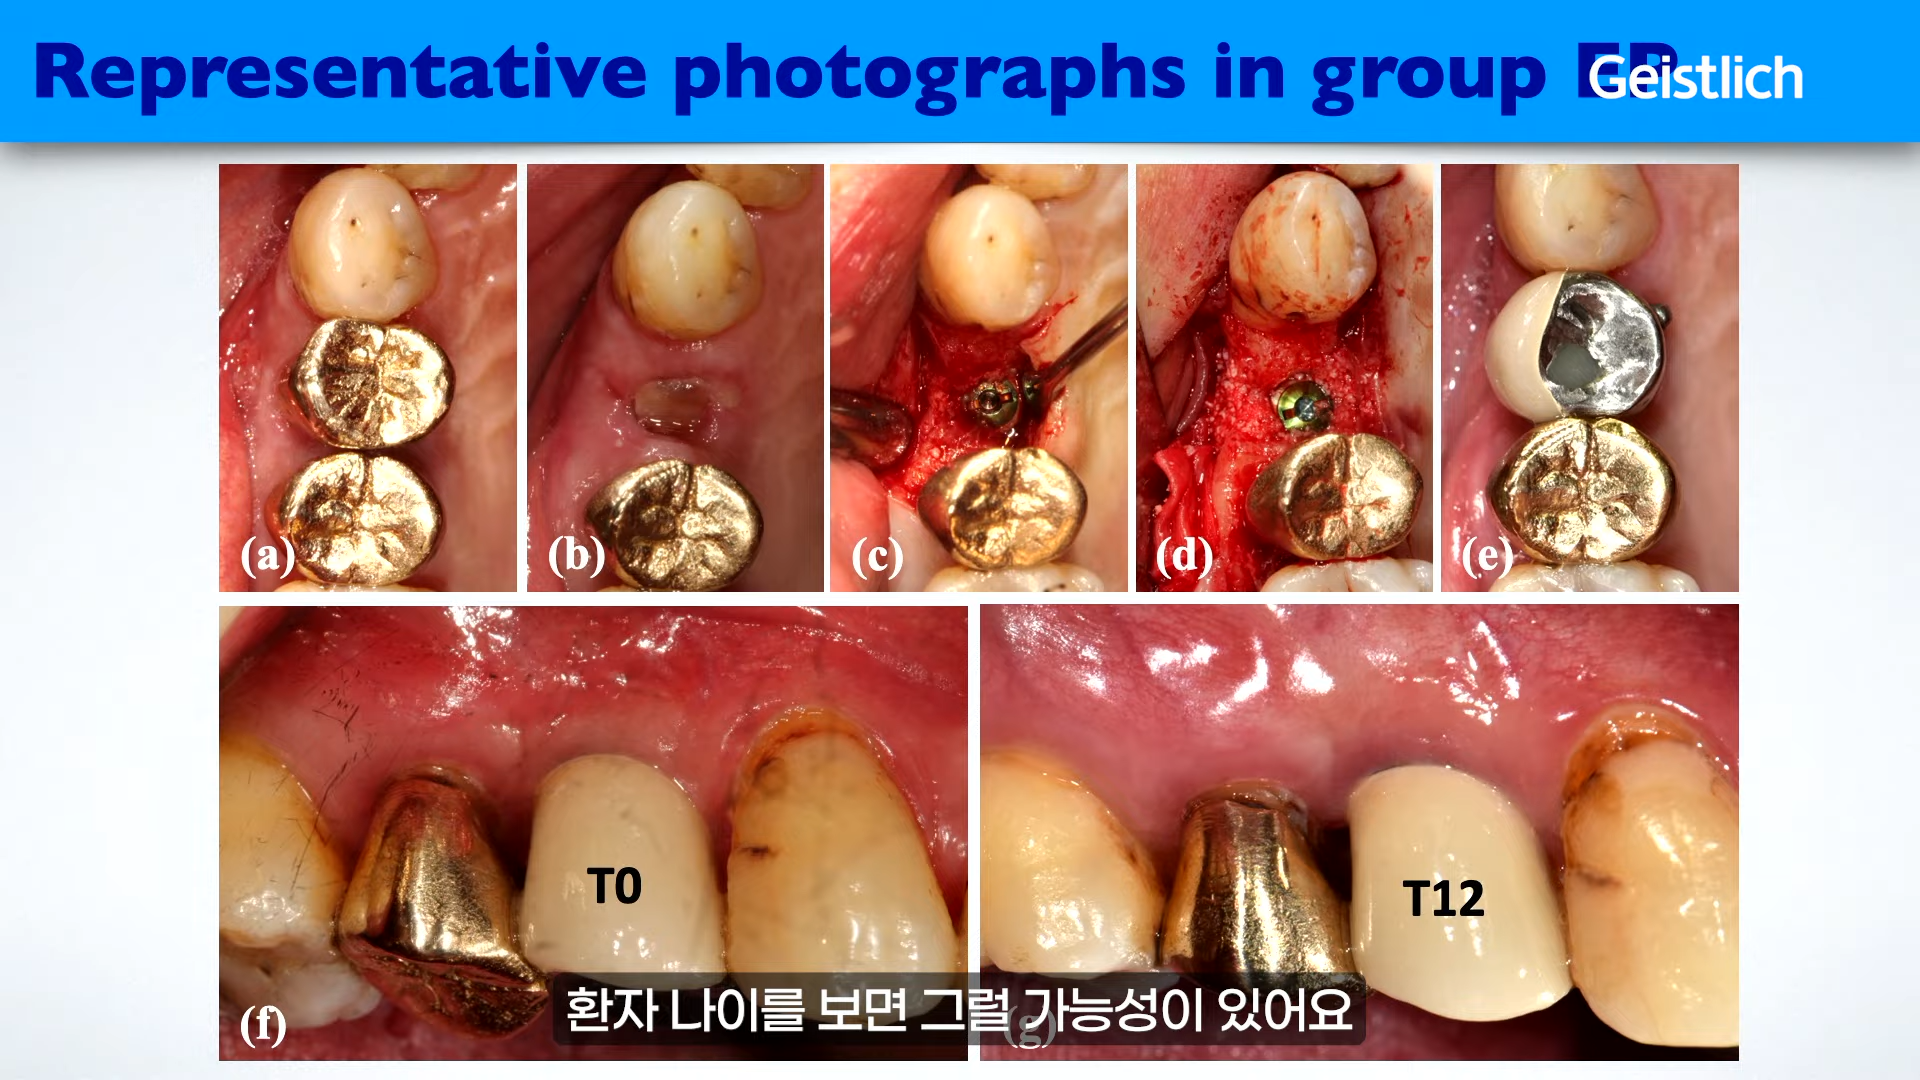 Representative photographs in group
Geistlich
(a)
(b)
(c)
(d)
(e)
T0
T12
(f)
(g)
환자 나이를 보면 그럴 가능성이 있어요